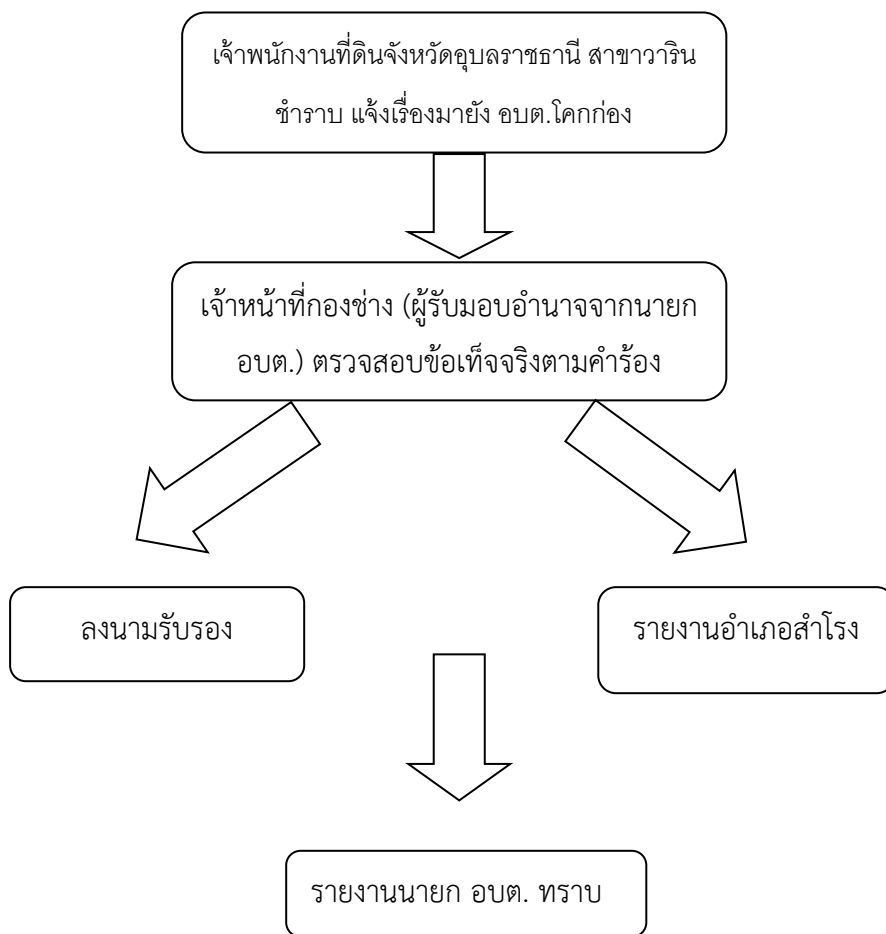 เจ้าพนักงานที่ดินจังหวัดอุบลราชธานี สาขาวาริน
ชำราบ แจ้งเรื่องมายัง อบต.โคกก่อง
เจ้าหน้าที่กองช่าง (ผู้รับมอบอำนาจจากนายก
อบต.) ตรวจสอบข้อเท็จจริงตามคำร้อง
ลงนามรับรอง
รายงานอำเภอสำโรง
รายงานนายก อบต. ทราบ